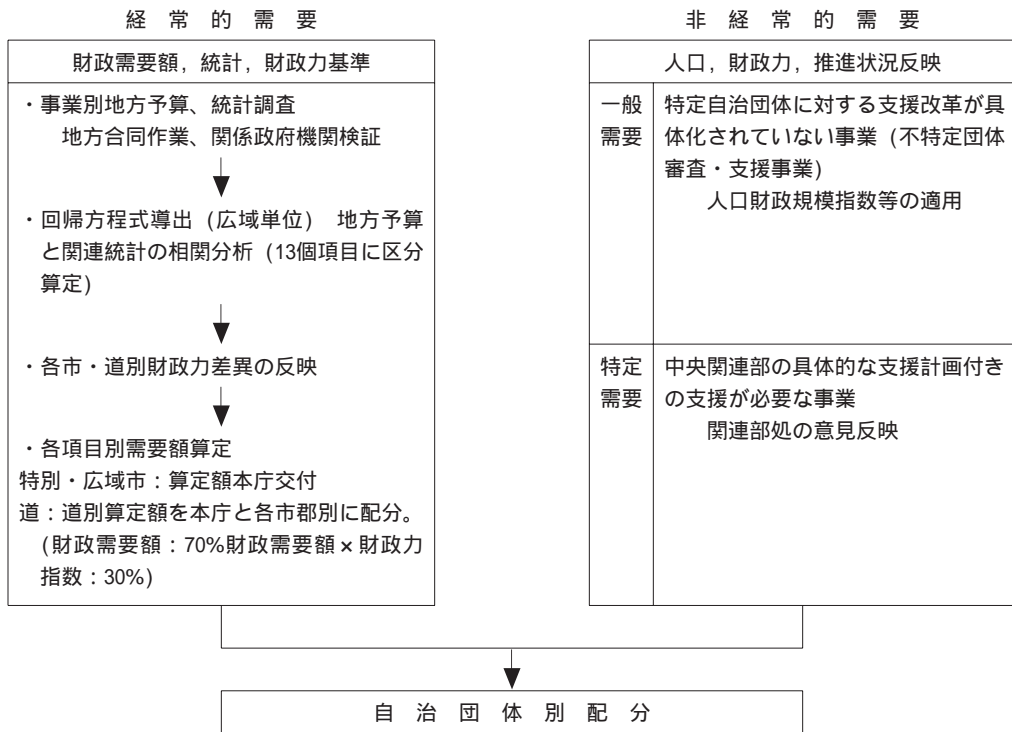 経常的需要
財政需要額，統計，財政力基準
・事業別地方予算、統計調査
地方合同作業、関係政府機関検証
・回帰方程式導出（広域単位） 地方予算
と関連統計の相関分析（13個項目に区分
算定）
・各市・道別財政力差異の反映
・各項目別需要額算定
特別・広域市：算定額本庁交付
道：道別算定額を本庁と各市郡別に配分。
（財政需要額：70%財政需要額×財政力
指数：30%）
非経常的需要
人口，財政力，推進状況反映
一般
需要
特定自治団体に対する支援改革が具
体化されていない事業（不特定団体
審査・支援事業）
人口財政規模指数等の適用
特定
需要
中央関連部の具体的な支援計画付き
の支援が必要な事業
関連部処の意見反映
自治団体別配分